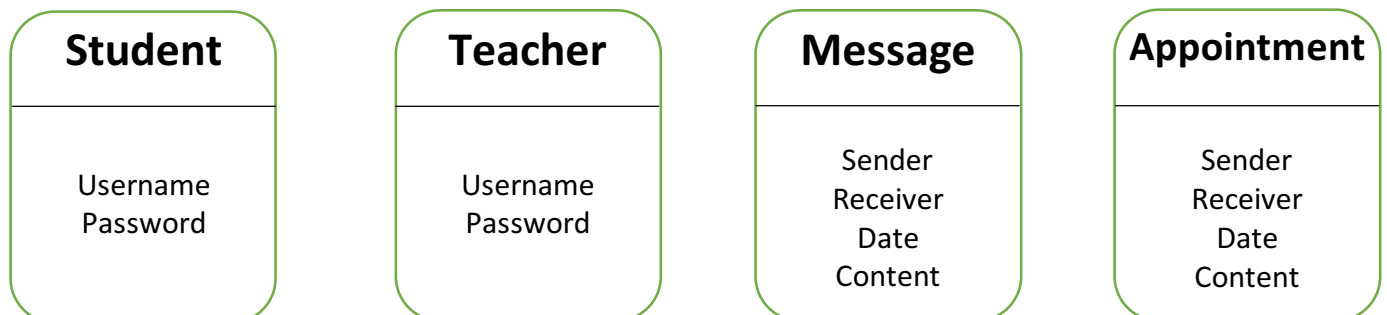 Student
Username
Password
Teacher
Username
Password
Message
Sender
Receiver
Date
Content
Appointment
Sender
Receiver
Date
Content